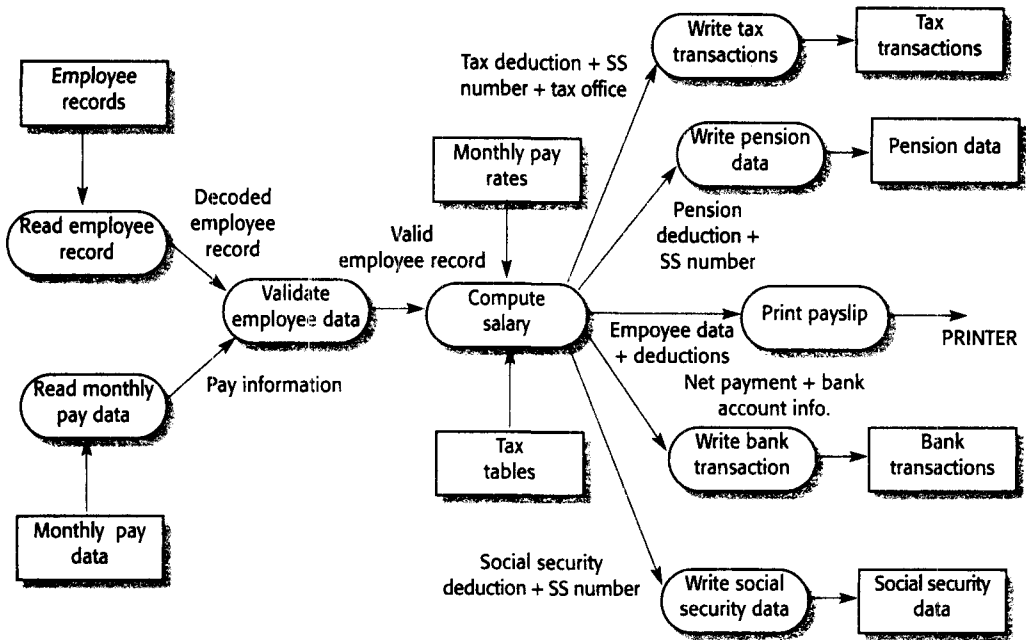 Employee
records
Read employee
record
Decoded
employee
record
Validate
employee data
Read monthly
pay data
Pay information
Monthly pay
data
Valid
employee record
Monthly pay
rates
Compute
salary
Tax
tables
Tax deduction + SS
number + tax office
Write tax
transactions
Tax
transactions
Write pension
data
Pension data
Pension
deduction +
SS number
Print payslip
PRINTER
Empoyee data
+ deductions
Net payment + bank
account info.
Write bank
transaction
Bank
transactions
Social security
deduction + SS number
Write social
security data
Social security
data